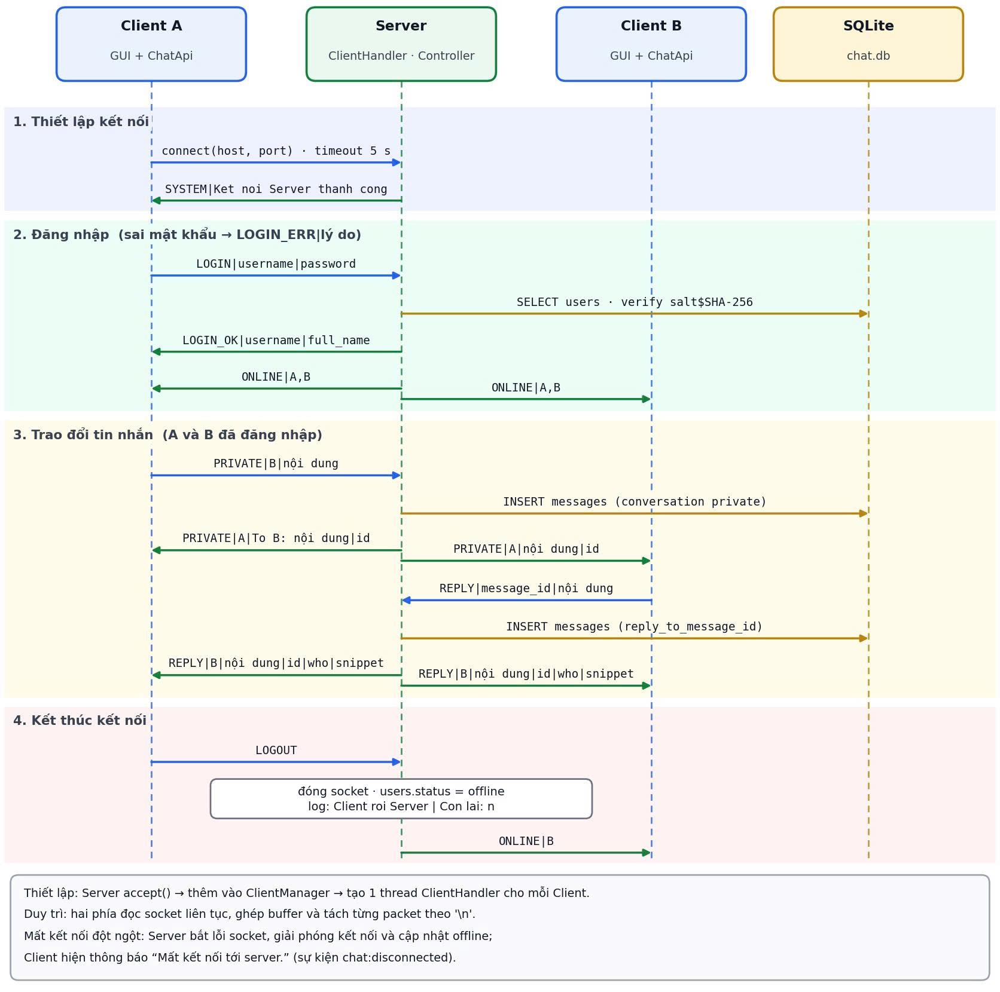 Client A
GUI + ChatApi
Server
ClientHandler · Controller
Client B
GUI + ChatApi
SQLite
chat.db
1. Thiết lập kết nối
connect(host, port) · timeout 5 s
SYSTEM|Ket noi Server thanh cong
2. Đăng nhập (sai mật khẩu → LOGIN_ERR|lý do)
LOGIN|username|password
SELECT users · verify salt$SHA-256
LOGIN_OK|username|full_name
ONLINE|A,B
ONLINE|A,B
3. Trao đổi tin nhắn (A và B đã đăng nhập)
PRIVATE|B|nội dung
INSERT messages (conversation private)
PRIVATE|A|To B: nội dung|id
PRIVATE|A|nội dung|id
REPLY|message_id|nội dung
INSERT messages (reply_to_message_id)
REPLY|B|nội dung|id|who|snippet
REPLY|B|nội dung|id|who|snippet
4. Kết thúc kết nối
LOGOUT
đóng socket · users.status = offline
log: Client roi Server | Con lai: n
ONLINE|B
Thiết lập: Server accept() → thêm vào ClientManager → tạo 1 thread ClientHandler cho mỗi Client.
Duy trì: hai phía đọc socket liên tục, ghép buffer và tách từng packet theo '\n'.
Mất kết nối đột ngột: Server bắt lỗi socket, giải phóng kết nối và cập nhật offline;
Client hiện thông báo “Mất kết nối tới server.” (sự kiện chat:disconnected).